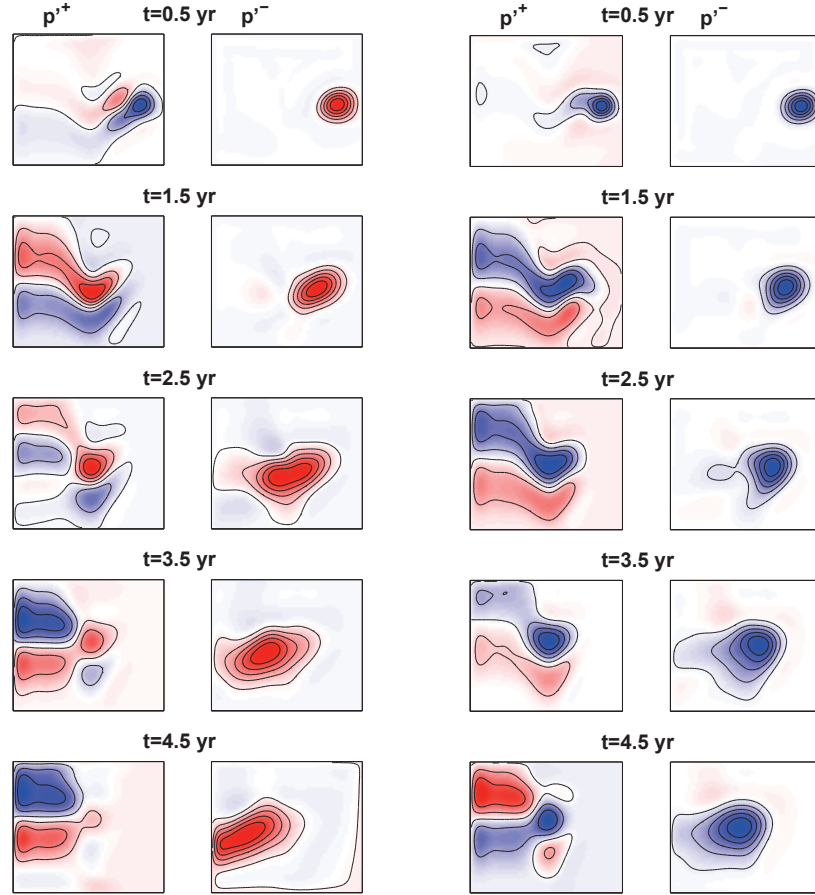 p'+ t=0.5 yr p'− t=0.5 yr p'+ p'−
t=1.5 yr t=1.5 yr
t=2.5 yr t=2.5 yr
t=3.5 yr t=3.5 yr
t=4.5 yr t=4.5 yr